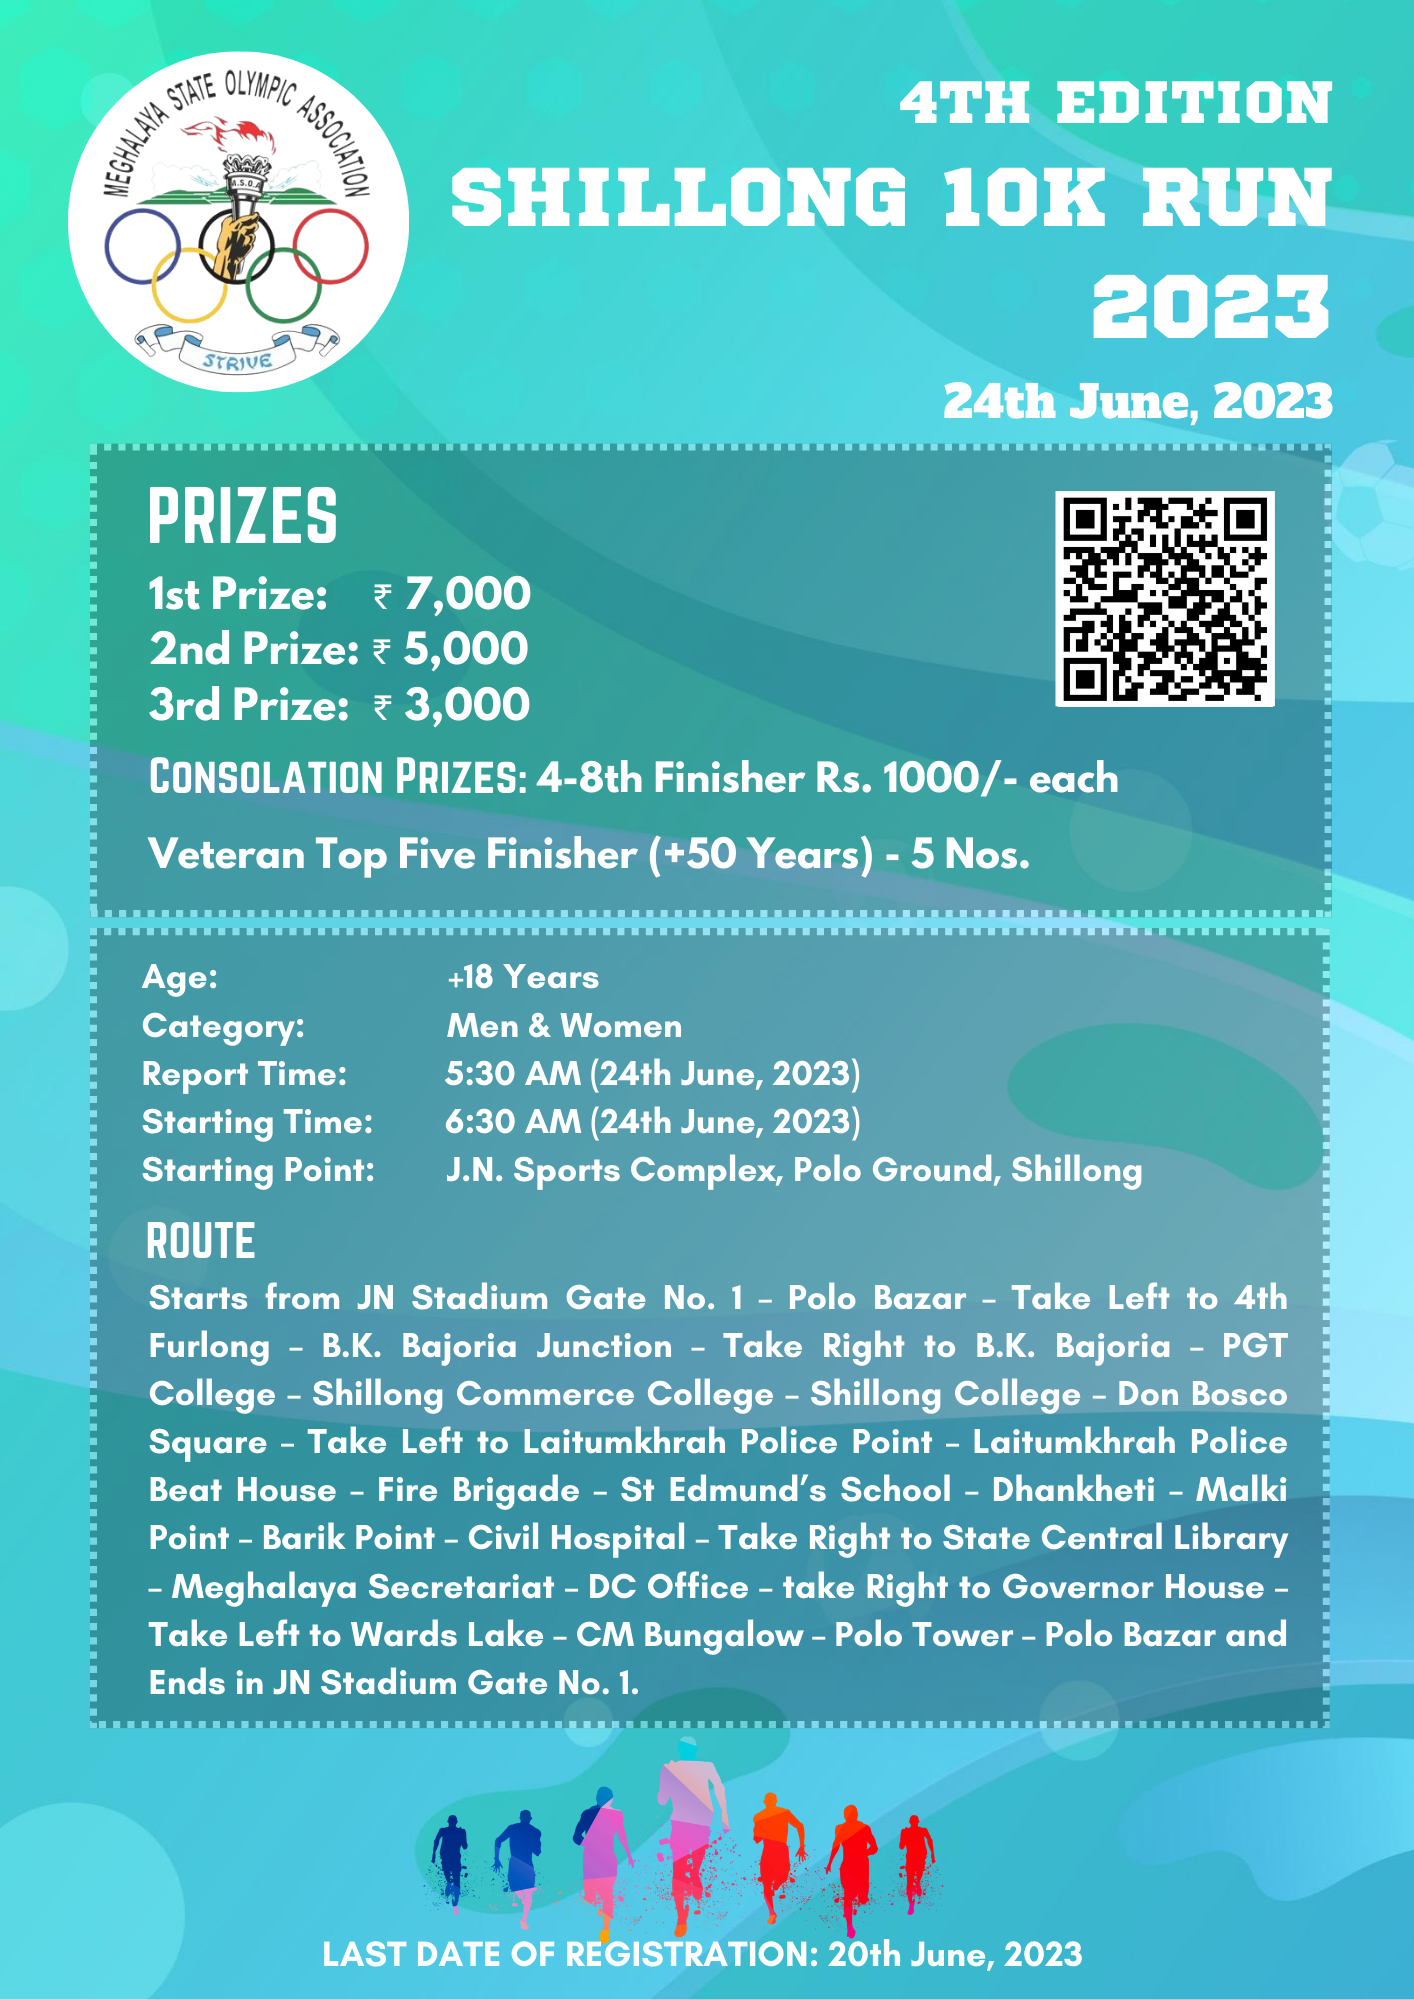 MEGHALAYA STATE OLYMPIC ASSOCIATION
M.S.O.A
STRIVE
4TH EDITION
SHILLONG 10K RUN
2023
24th June, 2023
PRIZES
1st Prize: ₹ 7,000
2nd Prize: ₹ 5,000
3rd Prize: ₹ 3,000
CONSOLATION PRIZES: 4-8th Finisher Rs. 1000/- each
Veteran Top Five Finisher (+50 Years) - 5 Nos.
Age: +18 Years
Category: Men & Women
Report Time: 5:30 AM (24th June, 2023)
Starting Time: 6:30 AM (24th June, 2023)
Starting Point: J.N. Sports Complex, Polo Ground, Shillong
ROUTE
Starts from JN Stadium Gate No. 1 – Polo Bazar – Take Left to 4th
Furlong – B.K. Bajoria Junction – Take Right to B.K. Bajoria – PGT
College – Shillong Commerce College – Shillong College – Don Bosco
Square – Take Left to Laitumkhrah Police Point – Laitumkhrah Police
Beat House – Fire Brigade – St Edmund’s School – Dhankheti – Malki
Point – Barik Point – Civil Hospital – Take Right to State Central Library
– Meghalaya Secretariat – DC Office – take Right to Governor House –
Take Left to Wards Lake – CM Bungalow – Polo Tower – Polo Bazar and
Ends in JN Stadium Gate No. 1.
LAST DATE OF REGISTRATION: 20th June, 2023